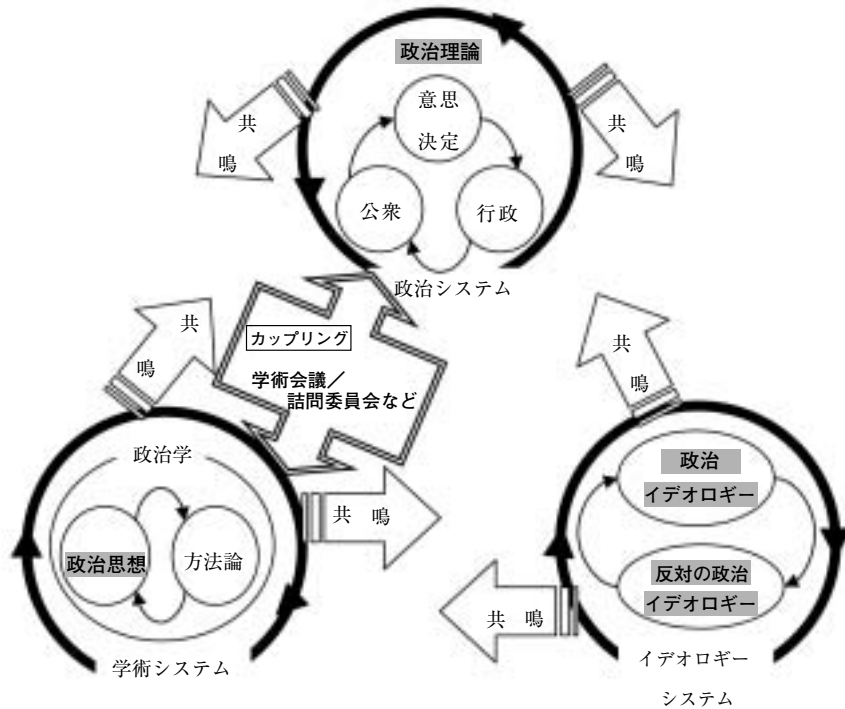 政治理論
共
鳴
意思
決定
共
鳴
公衆
行政
政治システム
共
鳴
カップリング
学術会議／
詰問委員会など
共
鳴
政治学
政治思想
方法論
共 鳴
学術システム
政治
イデオロギー
反対の政治
イデオロギー
共 鳴
イデオロギー
システム